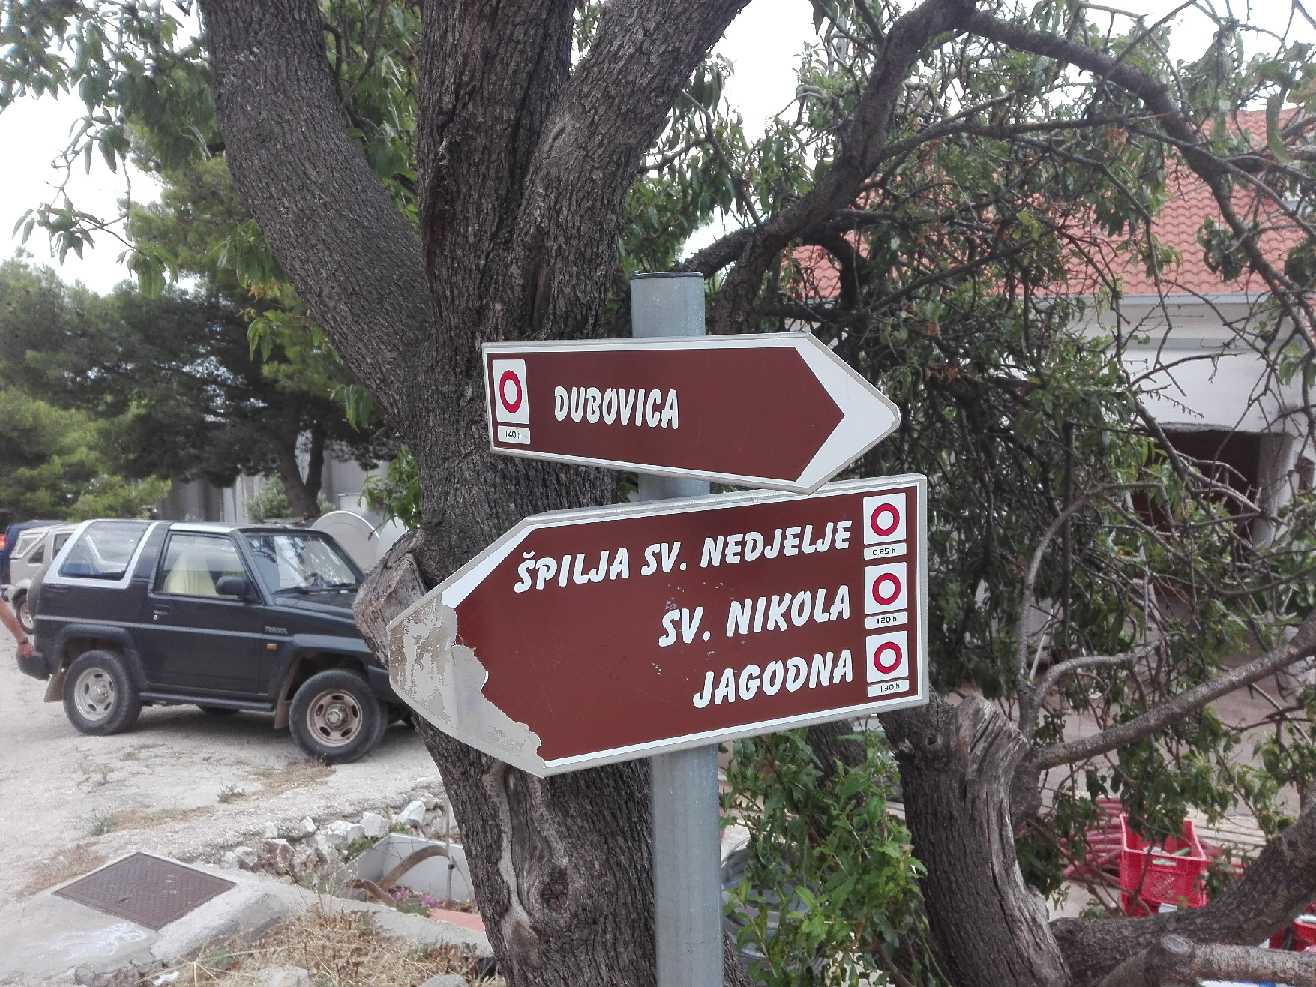 DUBOVICA
ŠPILJA SV. NEDJELJE
SV. NIKOLA
JAGODNA